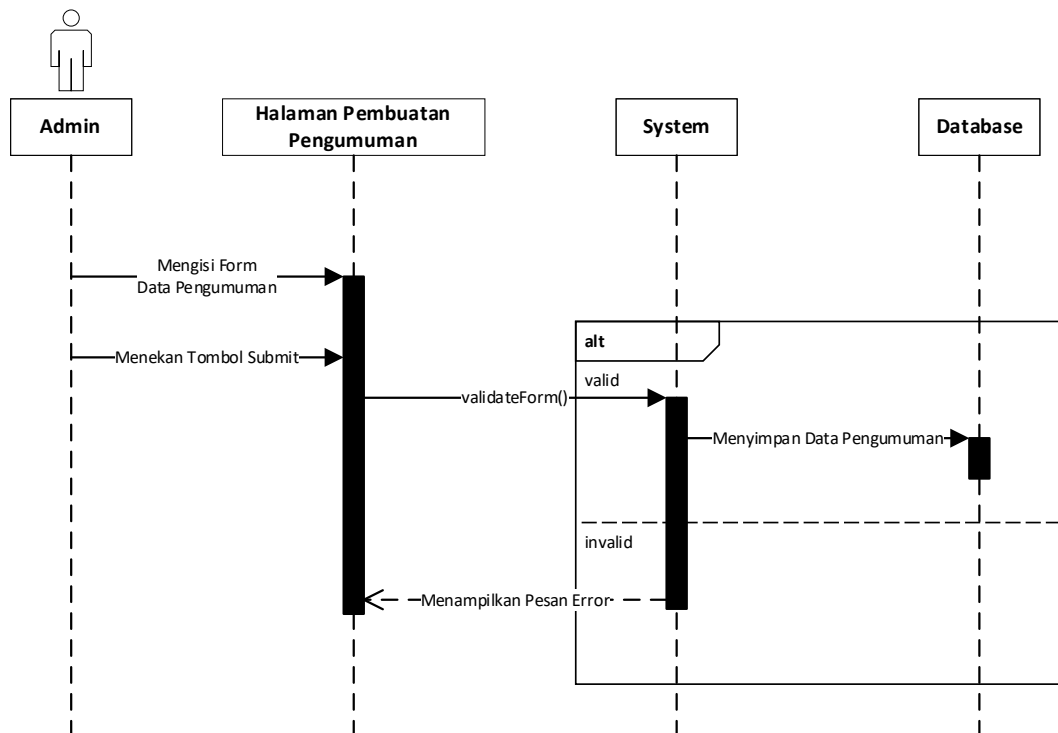 Admin
Halaman Pembuatan
Pengumuman
System
Database
Mengisi Form
Data Pengumuman
alt
Menekan Tombol Submit
valid
validateForm()
Menyimpan Data Pengumuman
invalid
Menampilkan Pesan Error